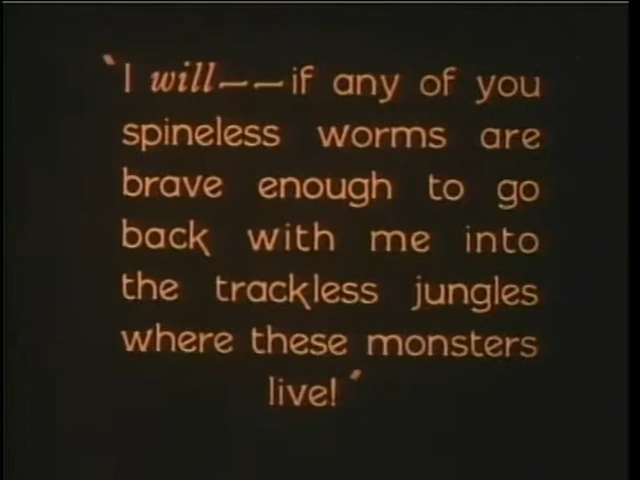 'I will––if any of you
spineless worms are
brave enough to go
back with me into
the trackless jungles
where these monsters
live!'